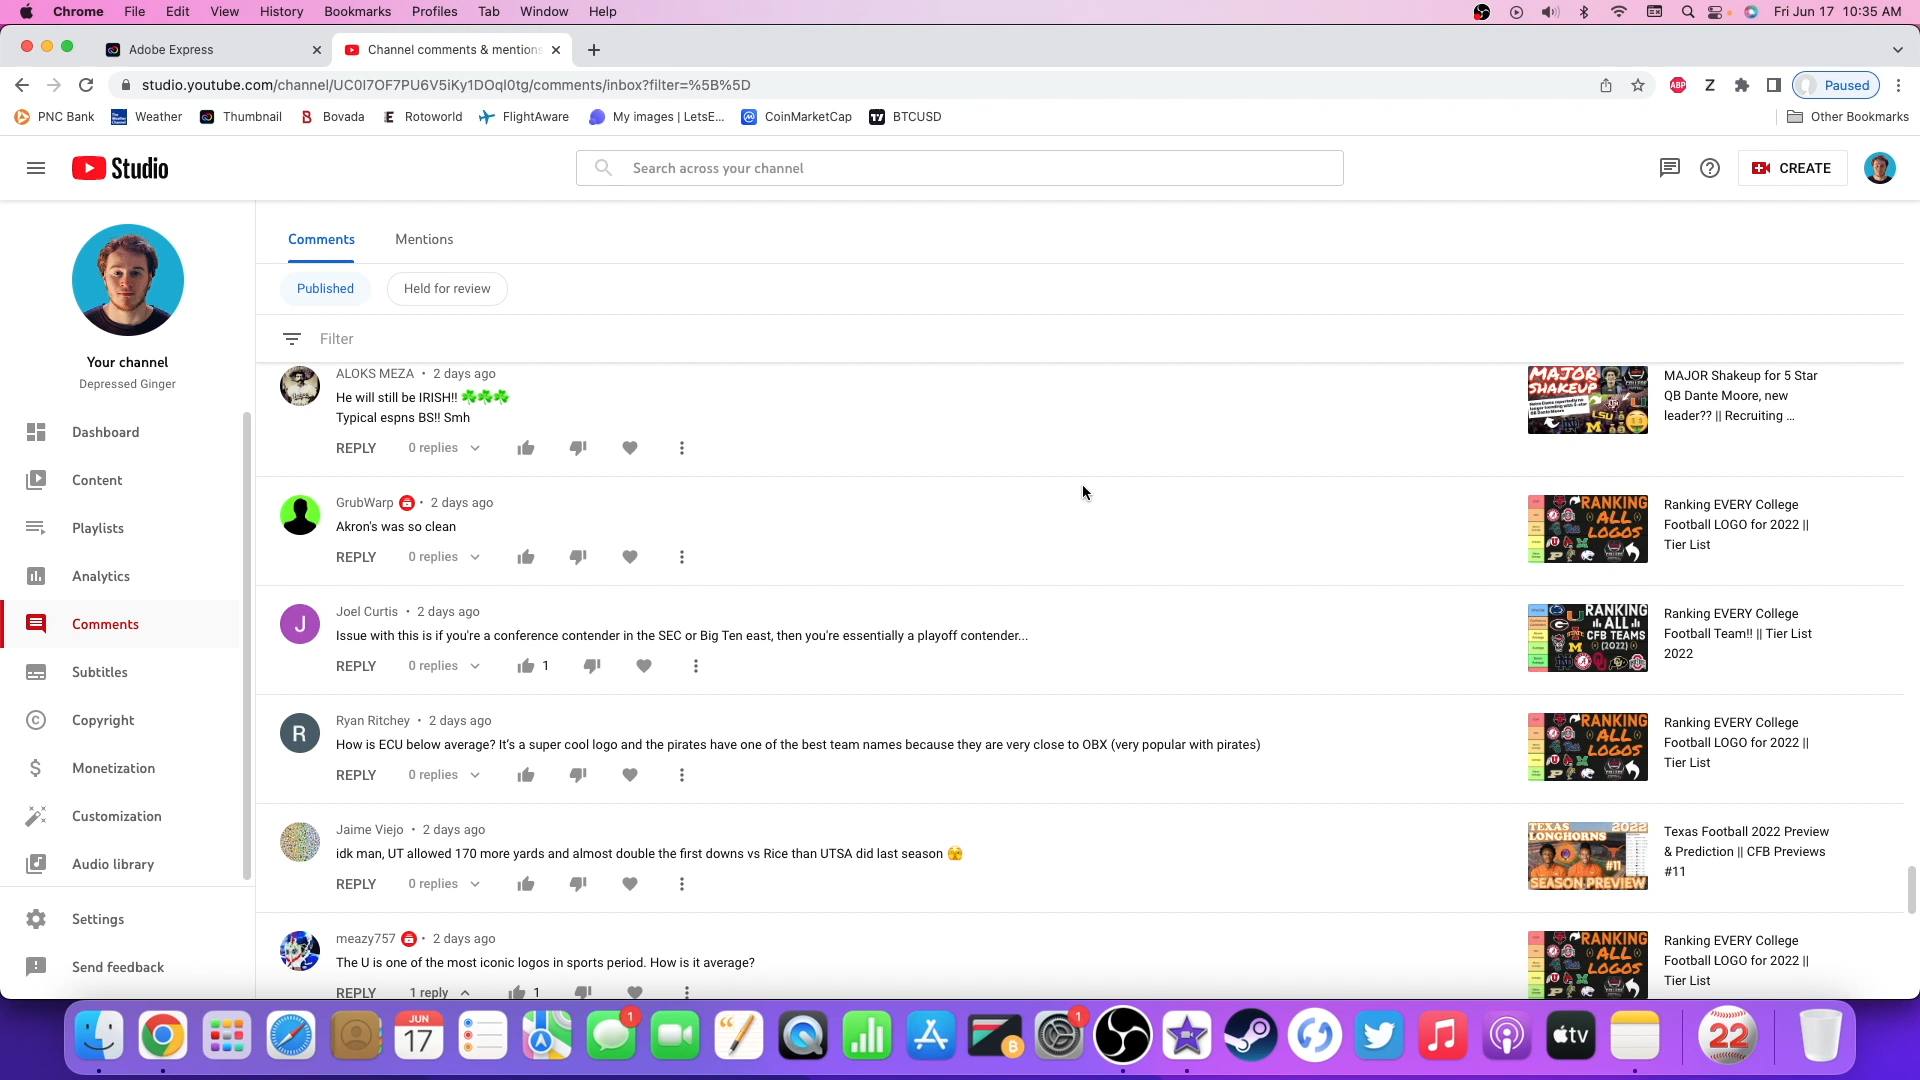 Chrome File Edit View History Bookmarks Profiles Tab Window Help Fri Jun 17 10:35 AM
Adobe Express Channel comments & mentions
studio.youtube.com/channel/UC0I7OF7PU6V5iKy1DOqI0tg/comments/inbox?filter=%5B%5D ABP Z Paused
PNC Bank Weather Thumbnail Bovada Rotoworld FlightAware My images | LetsE... CoinMarketCap BTCUSD Other Bookmarks
Studio Search across your channel CREATE
Comments Mentions
Published Held for review
Filter
Your channel
Depressed Ginger
Dashboard
Content
Playlists
Analytics
Comments
Subtitles
Copyright
Monetization
Customization
Audio library
Settings
Send feedback
ALOKS MEZA • 2 days ago
He will still be IRISH!! ☘️☘️☘️
Typical espns BS!! Smh
REPLY 0 replies
MAJOR
SHAKEUP
MAJOR Shakeup for 5 Star
QB Dante Moore, new
leader?? || Recruiting ...
GrubWarp • 2 days ago
Akron's was so clean
REPLY 0 replies
RANKING
ALL
LOGOS
Ranking EVERY College
Football LOGO for 2022 ||
Tier List
J
Joel Curtis • 2 days ago
Issue with this is if you're a conference contender in the SEC or Big Ten east, then you're essentially a playoff contender...
REPLY 0 replies 1
RANKING
ALL
CFB TEAMS
(2022)
Ranking EVERY College
Football Team!! || Tier List
2022
R
Ryan Ritchey • 2 days ago
How is ECU below average? It’s a super cool logo and the pirates have one of the best team names because they are very close to OBX (very popular with pirates)
REPLY 0 replies
RANKING
ALL
LOGOS
Ranking EVERY College
Football LOGO for 2022 ||
Tier List
Jaime Viejo • 2 days ago
idk man, UT allowed 170 more yards and almost double the first downs vs Rice than UTSA did last season 🫣
REPLY 0 replies
TEXAS 2022
LONGHORNS
#11
SEASON PREVIEW
Texas Football 2022 Preview
& Prediction || CFB Previews
#11
meazy757 • 2 days ago
The U is one of the most iconic logos in sports period. How is it average?
REPLY 1 reply 1
RANKING
ALL
LOGOS
Ranking EVERY College
Football LOGO for 2022 ||
Tier List
JUN
17
1
1
tv
22